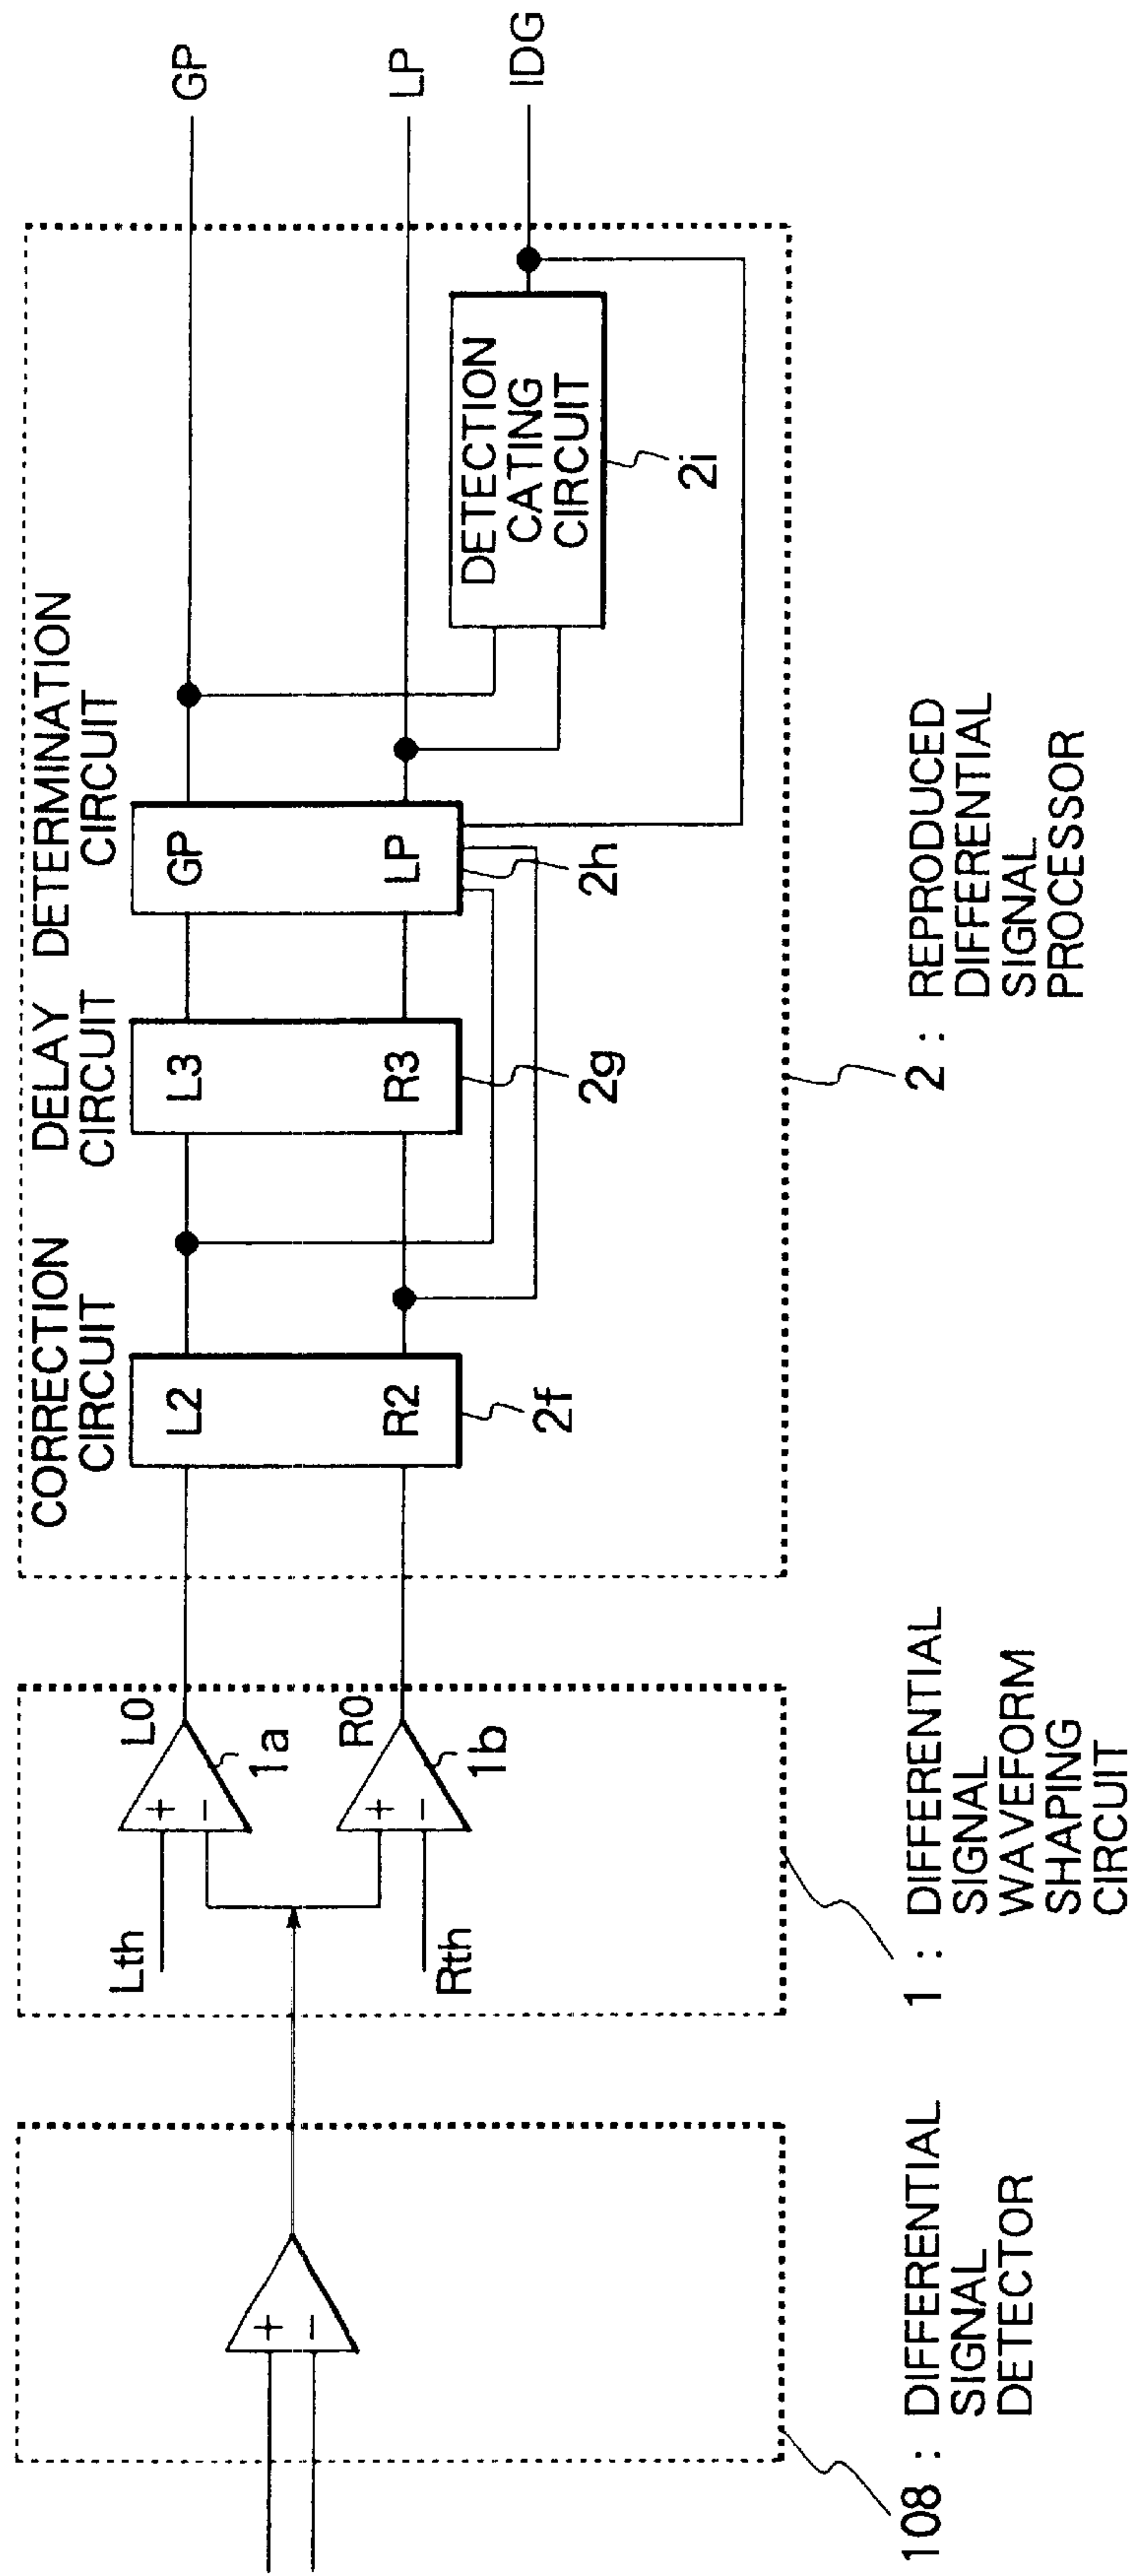 CORRECTION
CIRCUIT
DELAY
CIRCUIT
DETERMINATION
CIRCUIT
GP
LP
IDG
L0
R0
Lth
Rth
+
−
+
−
+
−
1a
1b
L2
R2
2f
L3
R3
2g
GP
LP
2h
DETECTION
CATING
CIRCUIT
2i
108 : DIFFERENTIAL
SIGNAL
DETECTOR
1 : DIFFERENTIAL
SIGNAL
WAVEFORM
SHAPING
CIRCUIT
2 : REPRODUCED
DIFFERENTIAL
SIGNAL
PROCESSOR